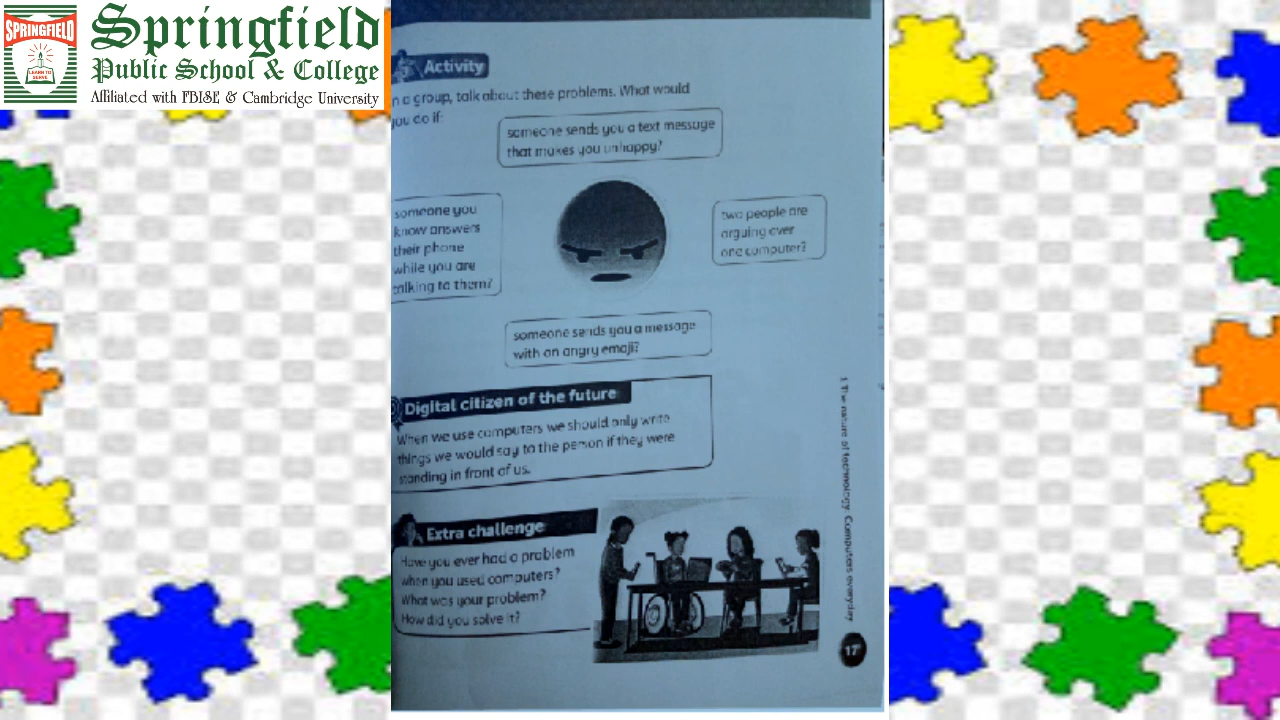 SPRINGFIELD
LEARN TO
SERVE
Springfield
Public School & College
Affiliated with FBISE & Cambridge University
Activity
n a group, talk about these problems. What would
you do if:
someone sends you a text message
that makes you unhappy?
someone you
know answers
their phone
while you are
talking to them?
two people are
arguing over
one computer?
someone sends you a message
with an angry emoji?
Digital citizen of the future
When we use computers we should only write
things we would say to the person if they were
standing in front of us.
Extra challenge
Have you ever had a problem
when you used computers?
What was your problem?
How did you solve it?
1 The nature of technology: Computers everyday
17